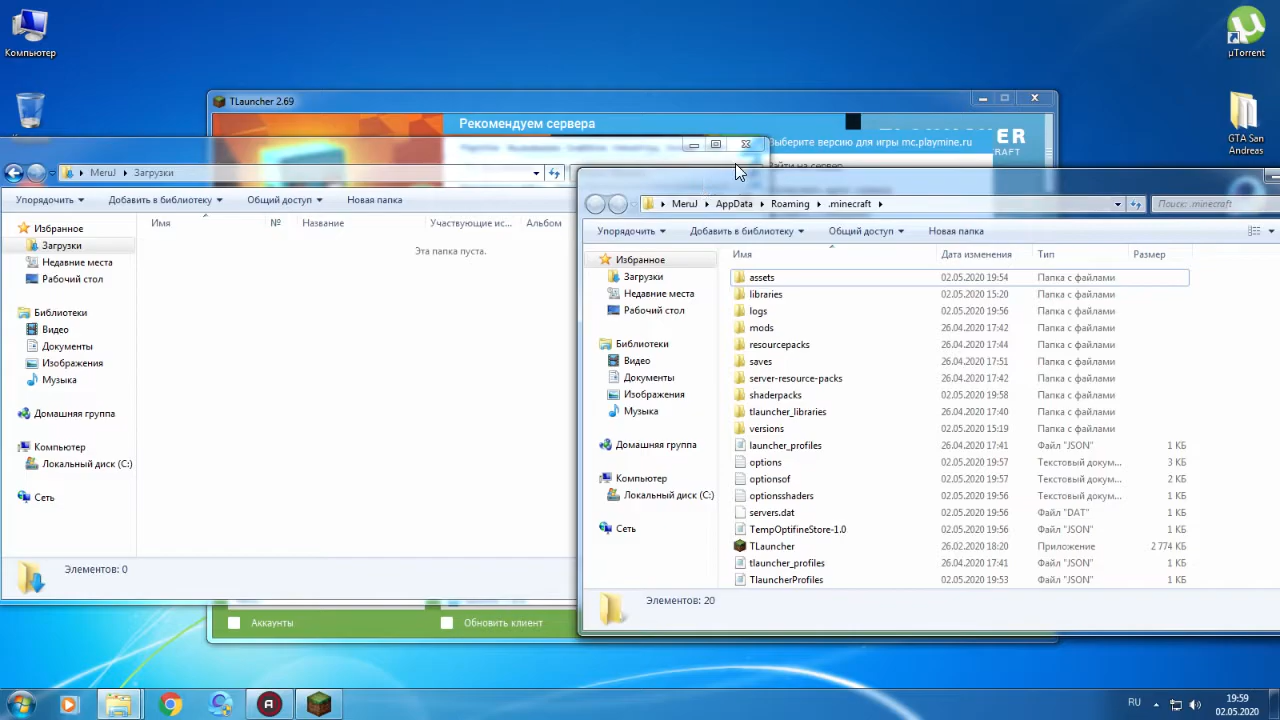 Компьютер
µTorrent
GTA San
Andreas
TLauncher 2.69
Рекомендуем сервера
ER
CRAFT
Выберите версию для игры mc.playmine.ru
MeruJ
Загрузки
Упорядочить
Добавить в библиотеку
Общий доступ
Новая папка
Избранное
Загрузки
Недавние места
Рабочий стол
Библиотеки
Видео
Документы
Изображения
Музыка
Домашняя группа
Компьютер
Локальный диск (C:)
Сеть
Имя
№
Название
Участвующие ис...
Альбом
Эта папка пуста.
Элементов: 0
MeruJ
AppData
Roaming
.minecraft
Поиск: .minecraft
Упорядочить
Добавить в библиотеку
Общий доступ
Новая папка
Избранное
Загрузки
Недавние места
Рабочий стол
Библиотеки
Видео
Документы
Изображения
Музыка
Домашняя группа
Компьютер
Локальный диск (C:)
Сеть
Имя Дата изменения Тип Размер
assets 02.05.2020 19:54 Папка с файлами
libraries 02.05.2020 15:20 Папка с файлами
logs 02.05.2020 19:56 Папка с файлами
mods 26.04.2020 17:42 Папка с файлами
resourcepacks 26.04.2020 17:44 Папка с файлами
saves 26.04.2020 17:51 Папка с файлами
server-resource-packs 26.04.2020 17:42 Папка с файлами
shaderpacks 02.05.2020 19:58 Папка с файлами
tlauncher_libraries 26.04.2020 17:40 Папка с файлами
versions 02.05.2020 15:19 Папка с файлами
launcher_profiles 26.04.2020 17:41 Файл "JSON" 1 КБ
options 02.05.2020 19:57 Текстовый докум... 3 КБ
optionsof 02.05.2020 19:57 Текстовый докум... 2 КБ
optionsshaders 02.05.2020 19:56 Текстовый докум... 1 КБ
servers.dat 02.05.2020 19:56 Файл "DAT" 1 КБ
TempOptifineStore-1.0 02.05.2020 19:56 Файл "JSON" 1 КБ
TLauncher 26.02.2020 18:20 Приложение 2 774 КБ
tlauncher_profiles 26.04.2020 17:41 Файл "JSON" 1 КБ
TlauncherProfiles 02.05.2020 19:53 Файл "JSON" 1 КБ
Элементов: 20
Аккаунты
Обновить клиент
RU
19:59
02.05.2020